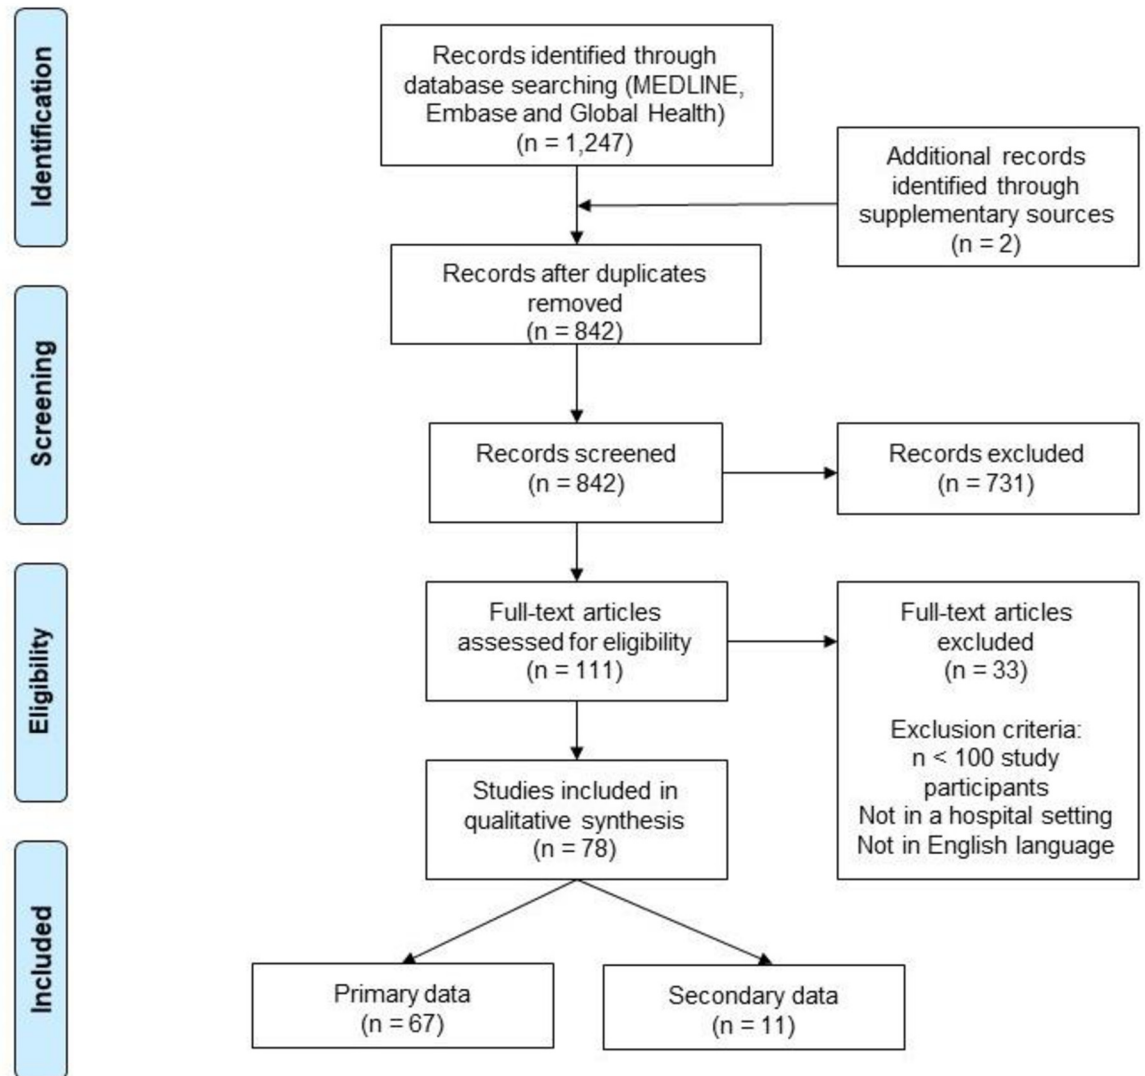 Identification
Records identified through
database searching (MEDLINE,
Embase and Global Health)
(n = 1,247)
Additional records
identified through
supplementary sources
(n = 2)
Records after duplicates
removed
(n = 842)
Screening
Records screened
(n = 842)
Records excluded
(n = 731)
Eligibility
Full-text articles
assessed for eligibility
(n = 111)
Full-text articles
excluded
(n = 33)
Exclusion criteria:
n < 100 study
participants
Not in a hospital setting
Not in English language
Studies included in
qualitative synthesis
(n = 78)
Included
Primary data
(n = 67)
Secondary data
(n = 11)